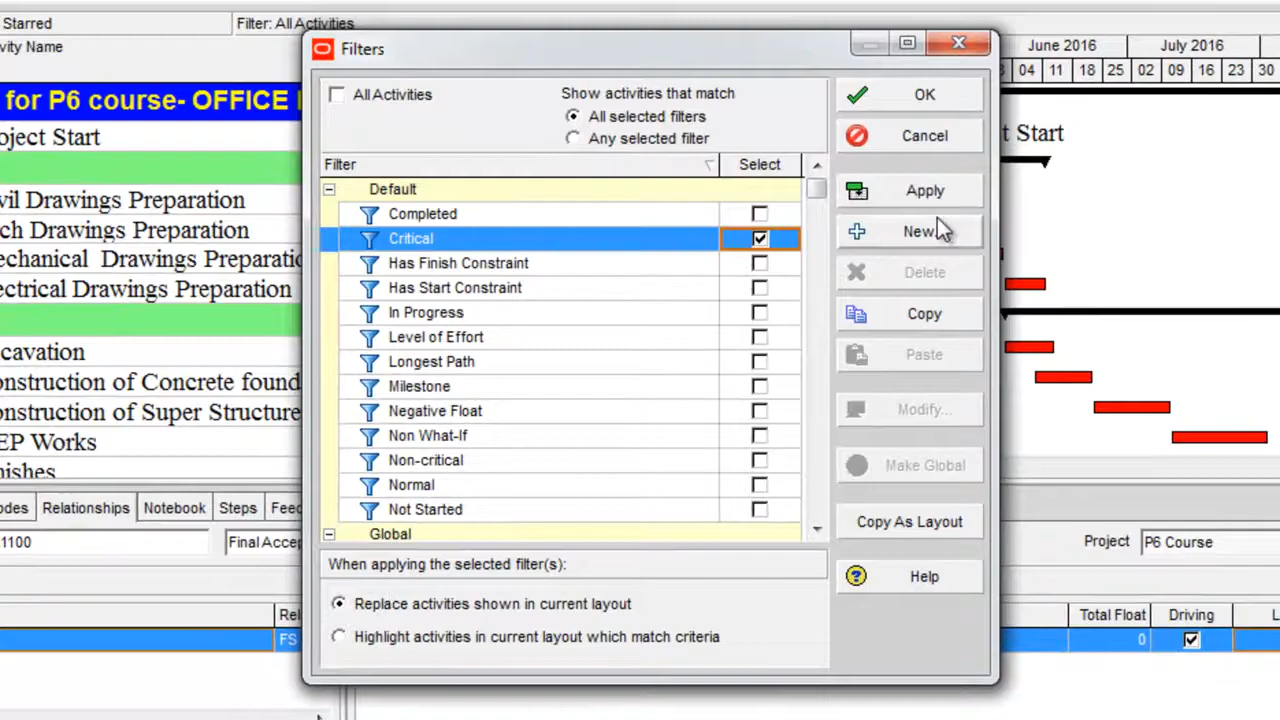 Starred Filter: All Activities
vity Name
for P6 course- OFFICE
oject Start
vil Drawings Preparation
ch Drawings Preparation
echanical Drawings Preparation
ectrical Drawings Preparation
cavation
onstruction of Concrete found
onstruction of Super Structure
EP Works
nishes
odes Relationships Notebook Steps Feed
1100 Final Accep
Rel
FS
Filters
All Activities
Show activities that match
All selected filters
Any selected filter
Filter Select
Default
Completed
Critical
Has Finish Constraint
Has Start Constraint
In Progress
Level of Effort
Longest Path
Milestone
Negative Float
Non What-If
Non-critical
Normal
Not Started
Global
When applying the selected filter(s):
Replace activities shown in current layout
Highlight activities in current layout which match criteria
OK
Cancel
Apply
New
Delete
Copy
Paste
Modify...
Make Global
Copy As Layout
Help
June 2016 July 2016
04 11 18 25 02 09 16 23 30
t Start
Project P6 Course
Total Float Driving L
0